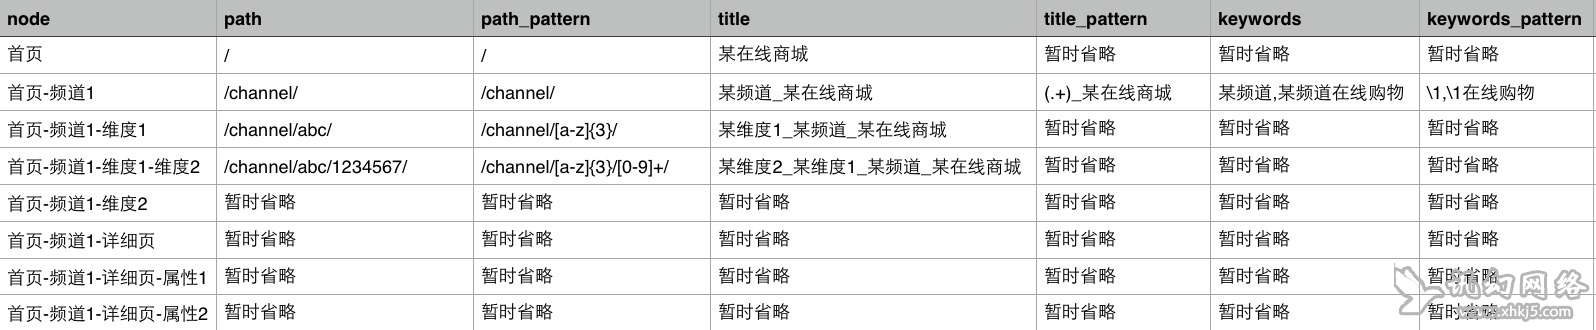 node path path_pattern title title_pattern keywords keywords_pattern
首页 / / 某在线商城 暂时省略 暂时省略 暂时省略
首页-频道1 /channel/ /channel/ 某频道_某在线商城 (.+)_某在线商城 某频道,某频道在线购物 \1,\1在线购物
首页-频道1-维度1 /channel/abc/ /channel/[a-z]{3}/ 某维度1_某频道_某在线商城 暂时省略 暂时省略 暂时省略
首页-频道1-维度1-维度2 /channel/abc/1234567/ /channel/[a-z]{3}/[0-9]+/ 某维度2_某维度1_某频道_某在线商城 暂时省略 暂时省略 暂时省略
首页-频道1-维度2 暂时省略 暂时省略 暂时省略 暂时省略 暂时省略 暂时省略
首页-频道1-详细页 暂时省略 暂时省略 暂时省略 暂时省略 暂时省略 暂时省略
首页-频道1-详细页-属性1 暂时省略 暂时省略 暂时省略 暂时省略 暂时省略 暂时省略
首页-频道1-详细页-属性2 暂时省略 暂时省略 暂时省略 暂时省略 暂时省略 暂时省略
网络
xhkj5.com